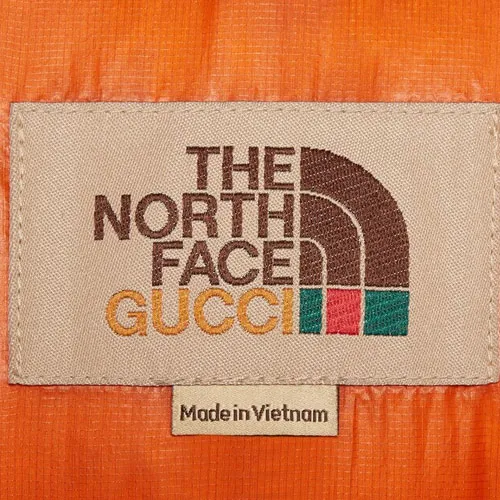 THE
NORTH
FACE
GUCCI
Made in Vietnam